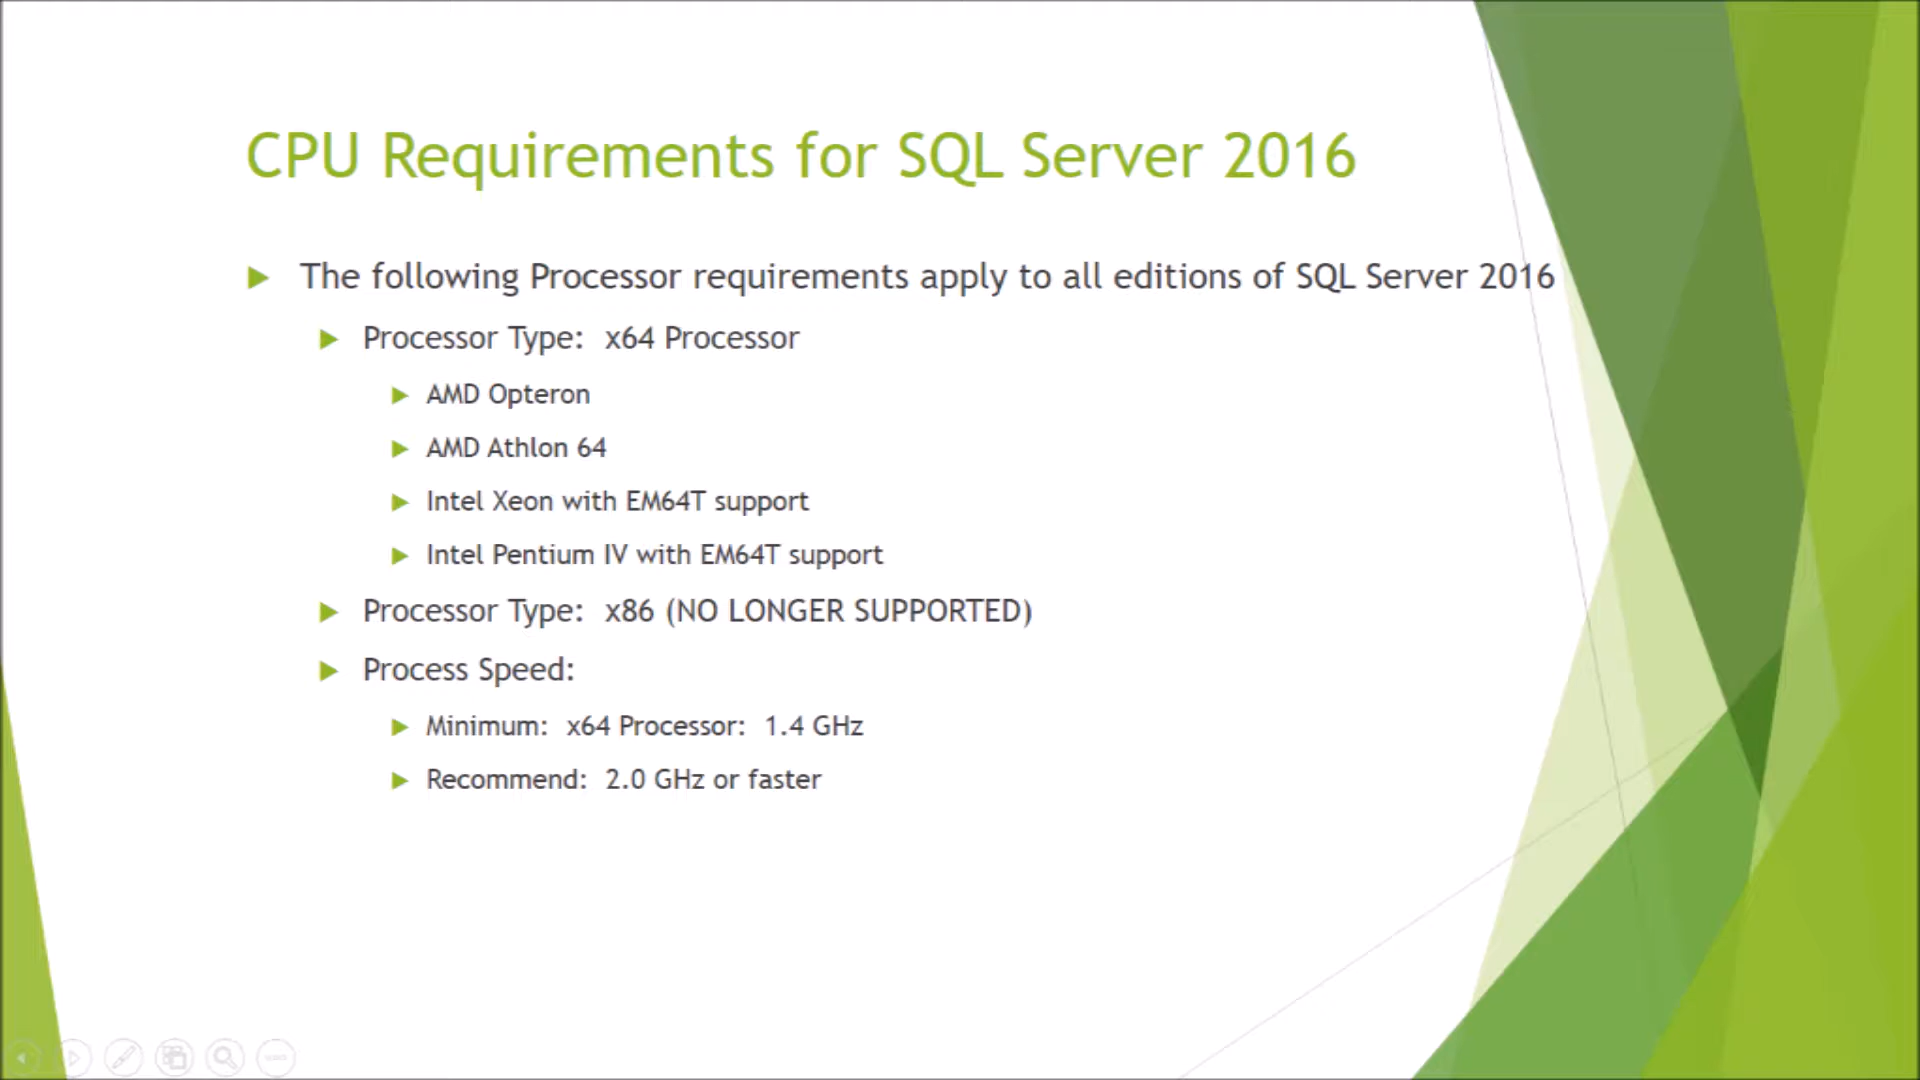 CPU Requirements for SQL Server 2016
The following Processor requirements apply to all editions of SQL Server 2016
Processor Type: x64 Processor
AMD Opteron
AMD Athlon 64
Intel Xeon with EM64T support
Intel Pentium IV with EM64T support
Processor Type: x86 (NO LONGER SUPPORTED)
Process Speed:
Minimum: x64 Processor: 1.4 GHz
Recommend: 2.0 GHz or faster